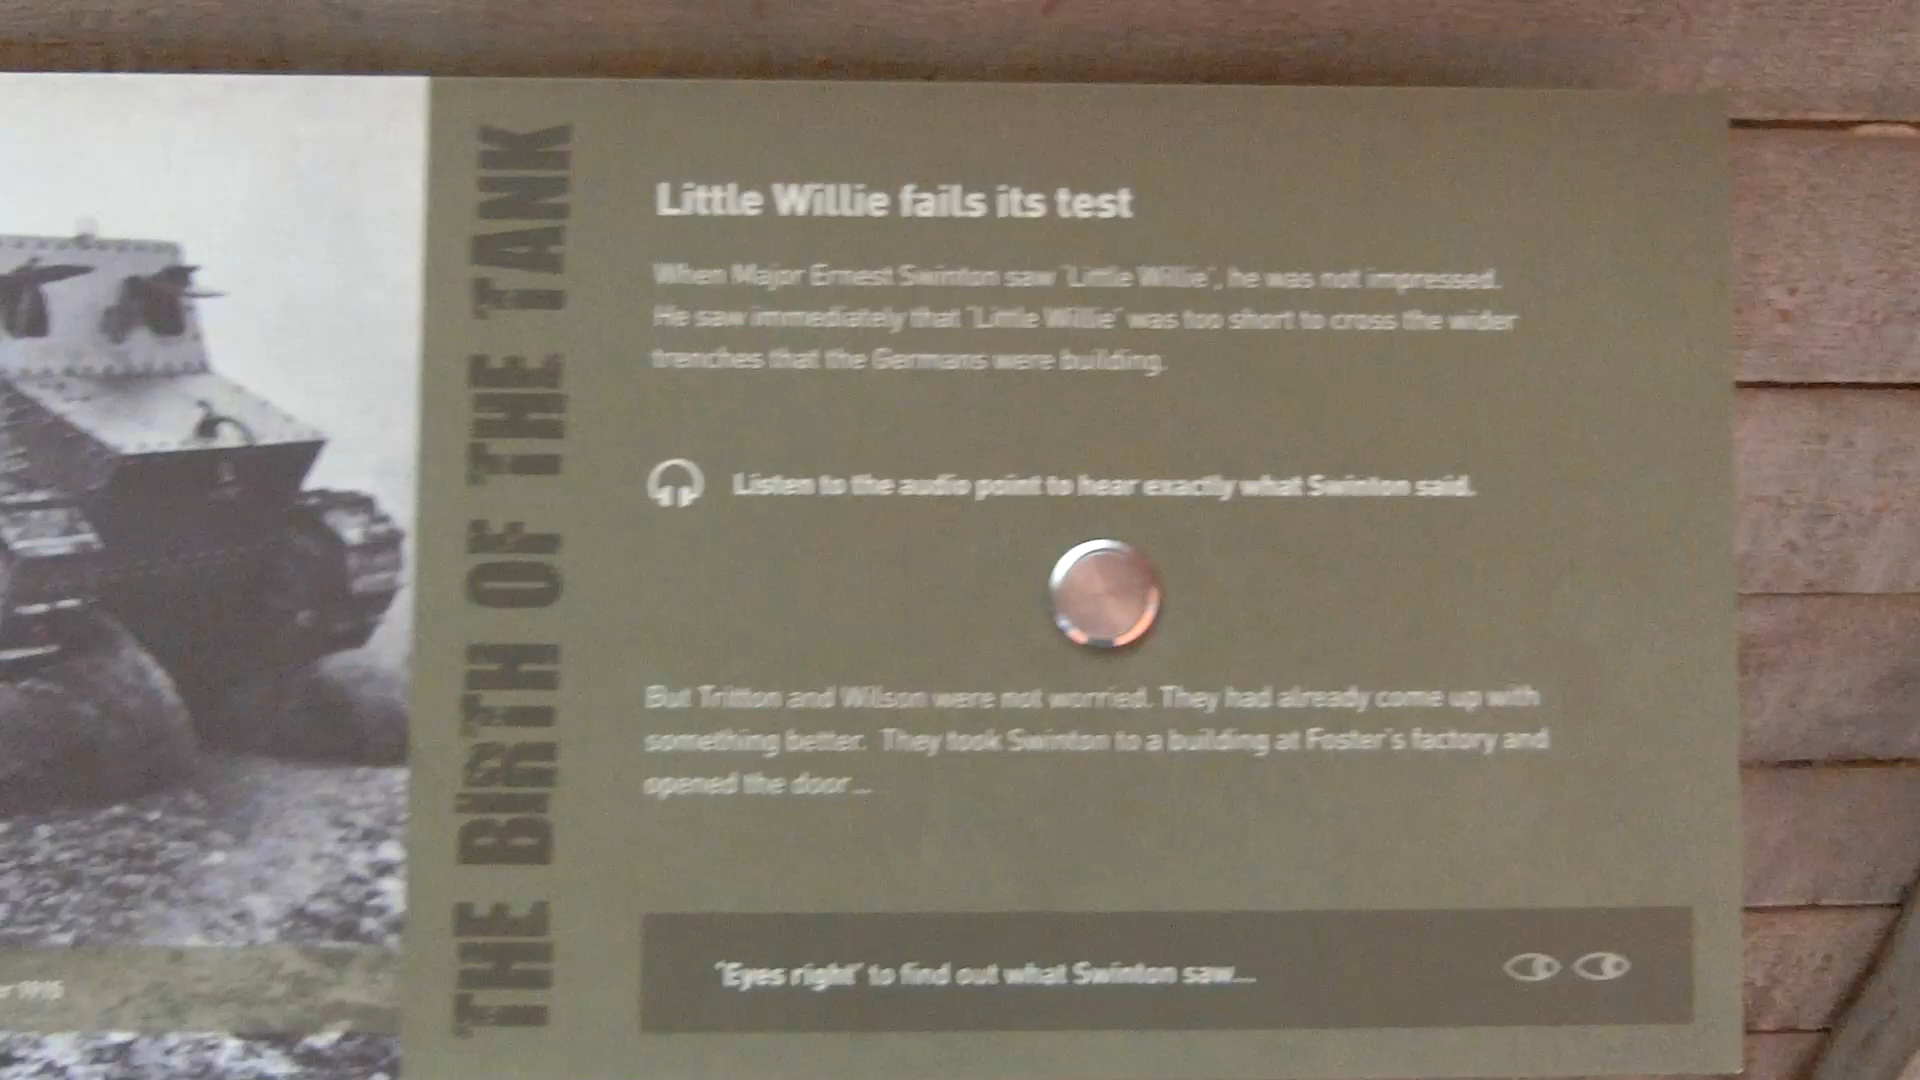 THE BIRTH OF THE TANK
Little Willie fails its test
When Major Ernest Swinton saw 'Little Willie', he was not impressed.
He saw immediately that 'Little Willie' was too short to cross the wider
trenches that the Germans were building.
Listen to the audio point to hear exactly what Swinton said.
But Tritton and Wilson were not worried. They had already come up with
something better. They took Swinton to a building at Foster's factory and
opened the door...
'Eyes right' to find out what Swinton saw...